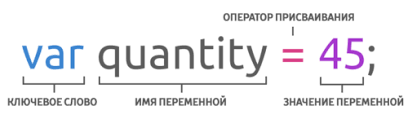 ОПЕРАТОР ПРИСВАИВАНИЯ
var quantity = 45;
КЛЮЧЕВОЕ СЛОВО ИМЯ ПЕРЕМЕННОЙ ЗНАЧЕНИЕ ПЕРЕМЕННОЙ